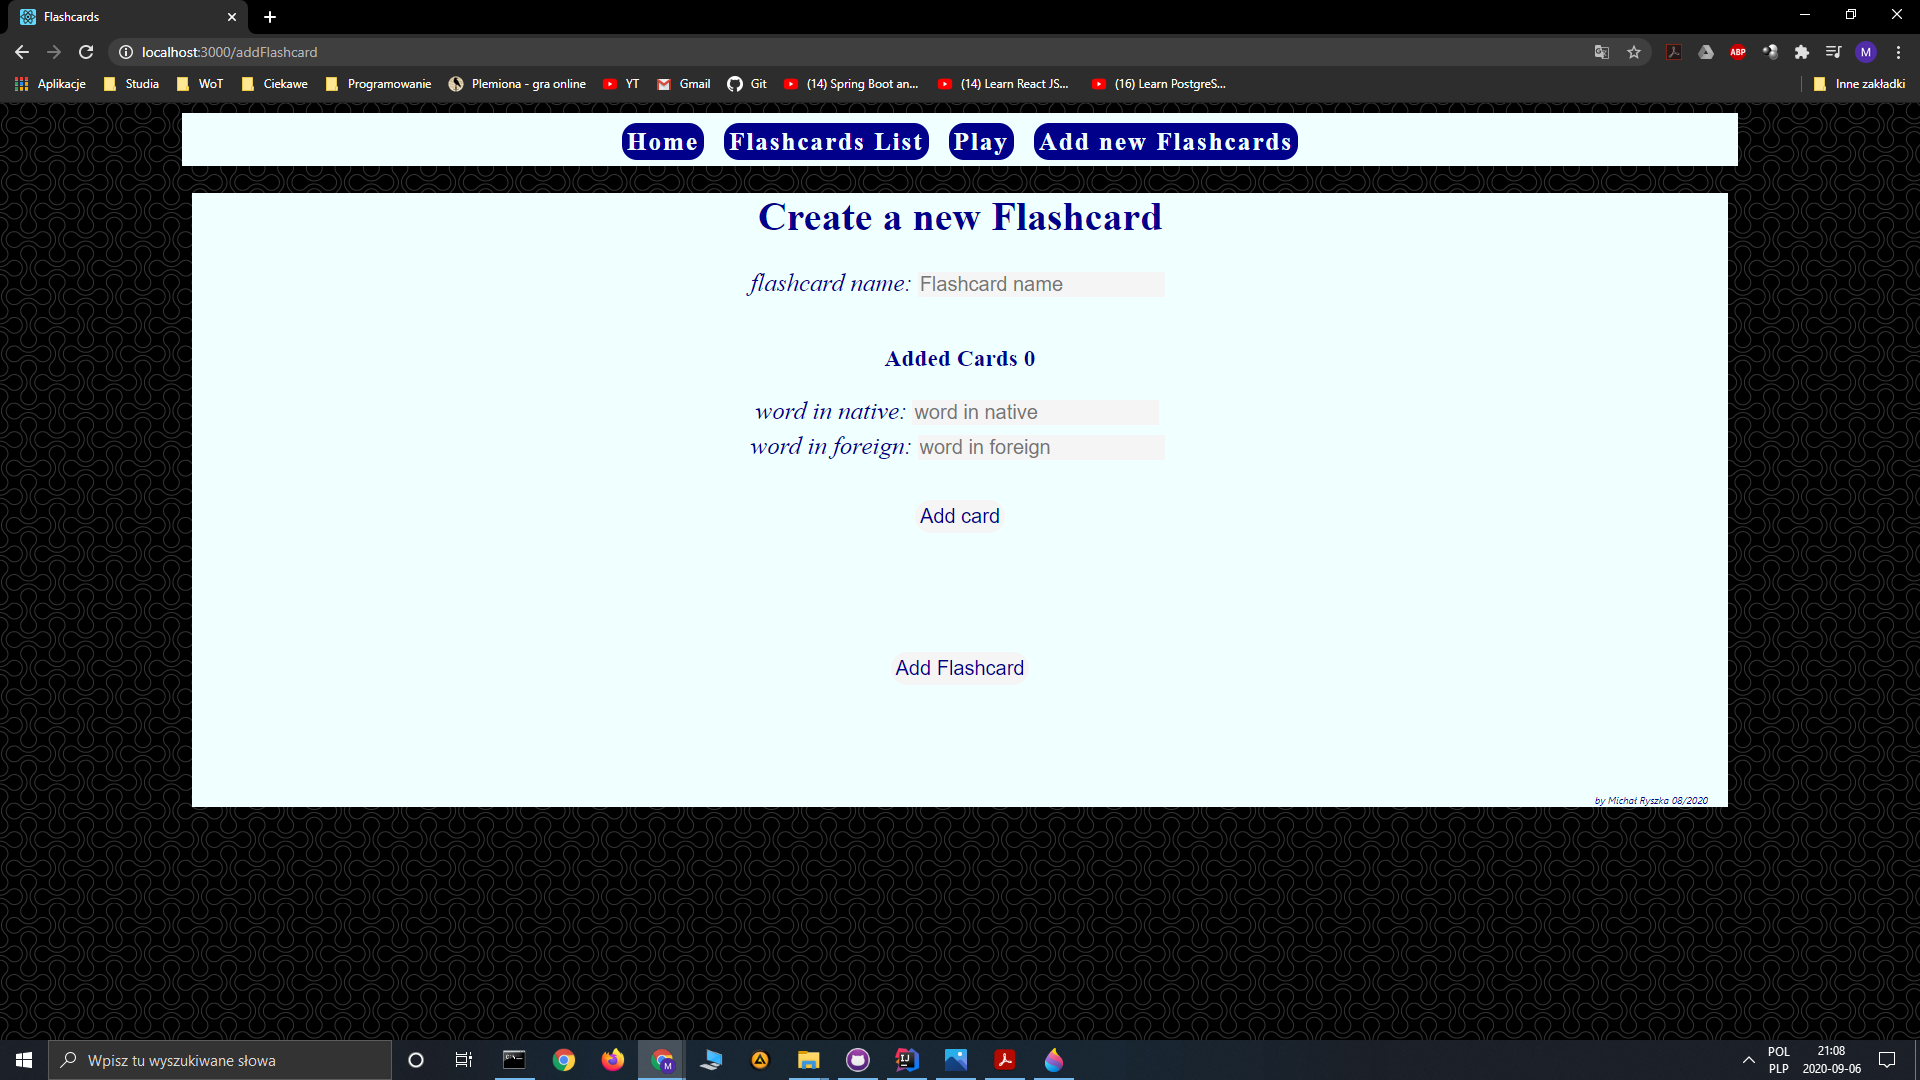 Flashcards
localhost:3000/addFlashcard
ABP
M
Aplikacje Studia WoT Ciekawe Programowanie Plemiona - gra online YT Gmail Git (14) Spring Boot an... (14) Learn React JS... (16) Learn PostgreS... Inne zakładki
Home Flashcards List Play Add new Flashcards
Create a new Flashcard
flashcard name: Flashcard name
Added Cards 0
word in native: word in native
word in foreign: word in foreign
Add card
Add Flashcard
by Michał Ryszka 08/2020
Wpisz tu wyszukiwane słowa
M
IJ
POL
PLP
21:08
2020-09-06